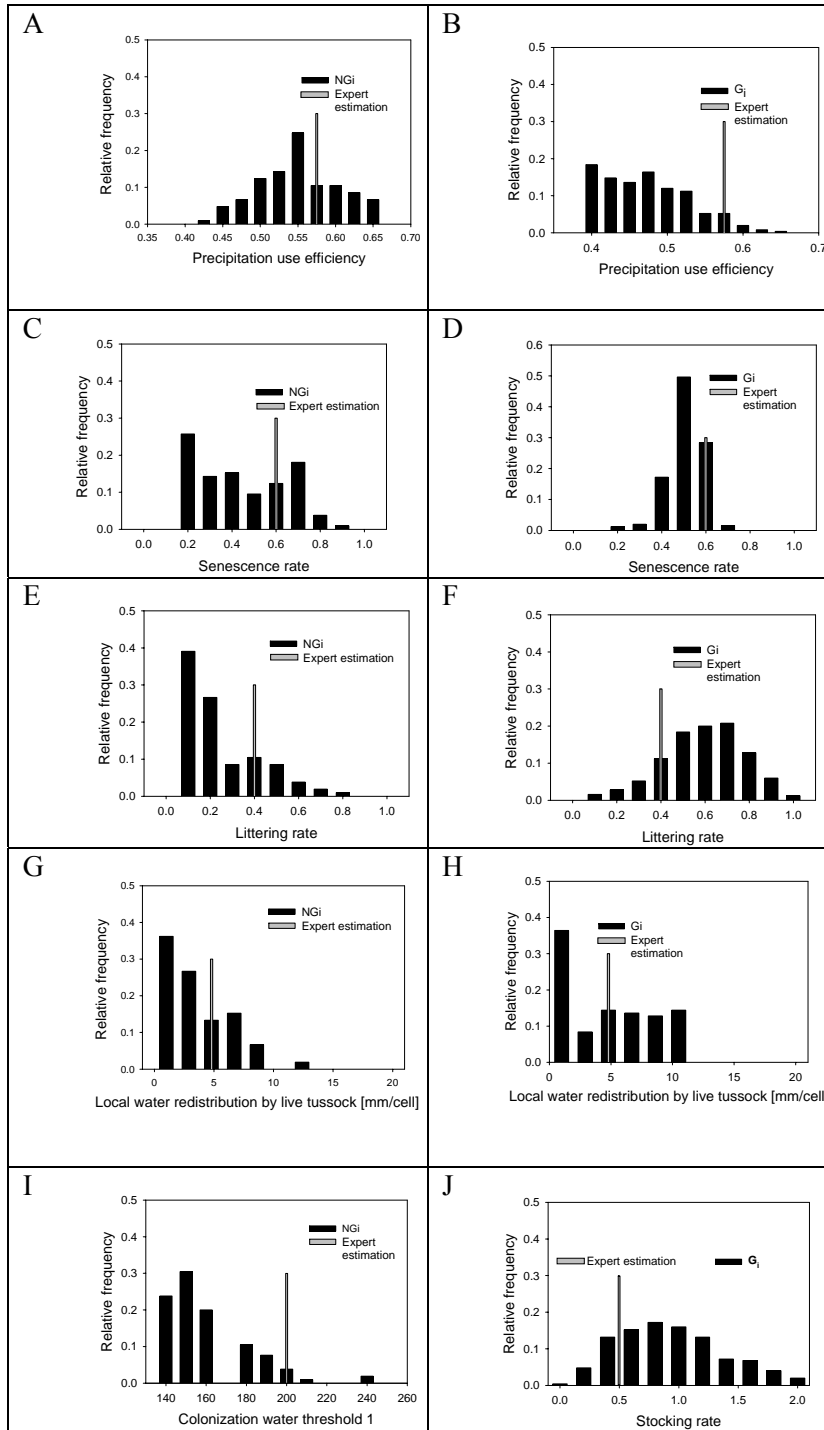 A
Relative frequency
0.5
0.4
0.3
0.2
0.1
0.0
NGi
Expert
estimation
0.35 0.40 0.45 0.50 0.55 0.60 0.65 0.70
Precipitation use efficiency
B
Relative frequency
0.5
0.4
0.3
0.2
0.1
0.0
Gi
Expert
estimation
0.4 0.5 0.6 0.7
Precipitation use efficiency
C
Relative frequency
0.5
0.4
0.3
0.2
0.1
0.0
NGi
Expert estimation
0.0 0.2 0.4 0.6 0.8 1.0
Senescence rate
D
Relative frequency
0.6
0.5
0.4
0.3
0.2
0.1
0.0
Gi
Expert
estimation
0.0 0.2 0.4 0.6 0.8 1.0
Senescence rate
E
Relative frequency
0.5
0.4
0.3
0.2
0.1
0.0
NGi
Expert estimation
0.0 0.2 0.4 0.6 0.8 1.0
Littering rate
F
Relative frequency
0.5
0.4
0.3
0.2
0.1
0.0
Gi
Expert
estimation
0.0 0.2 0.4 0.6 0.8 1.0
Littering rate
G
Relative frequency
0.5
0.4
0.3
0.2
0.1
0.0
NGi
Expert estimation
0 5 10 15 20
Local water redistribution by live tussock [mm/cell]
H
Relative frequency
0.5
0.4
0.3
0.2
0.1
0.0
Gi
Expert
estimation
0 5 10 15 20
Local water redistribution by live tussock [mm/cell
I
Relative frequency
0.5
0.4
0.3
0.2
0.1
0.0
NGi
Expert
estimation
140 160 180 200 220 240 260
Colonization water threshold 1
J
Relative frequency
0.5
0.4
0.3
0.2
0.1
0.0
Expert estimation
Gi
0.0 0.5 1.0 1.5 2.0
Stocking rate